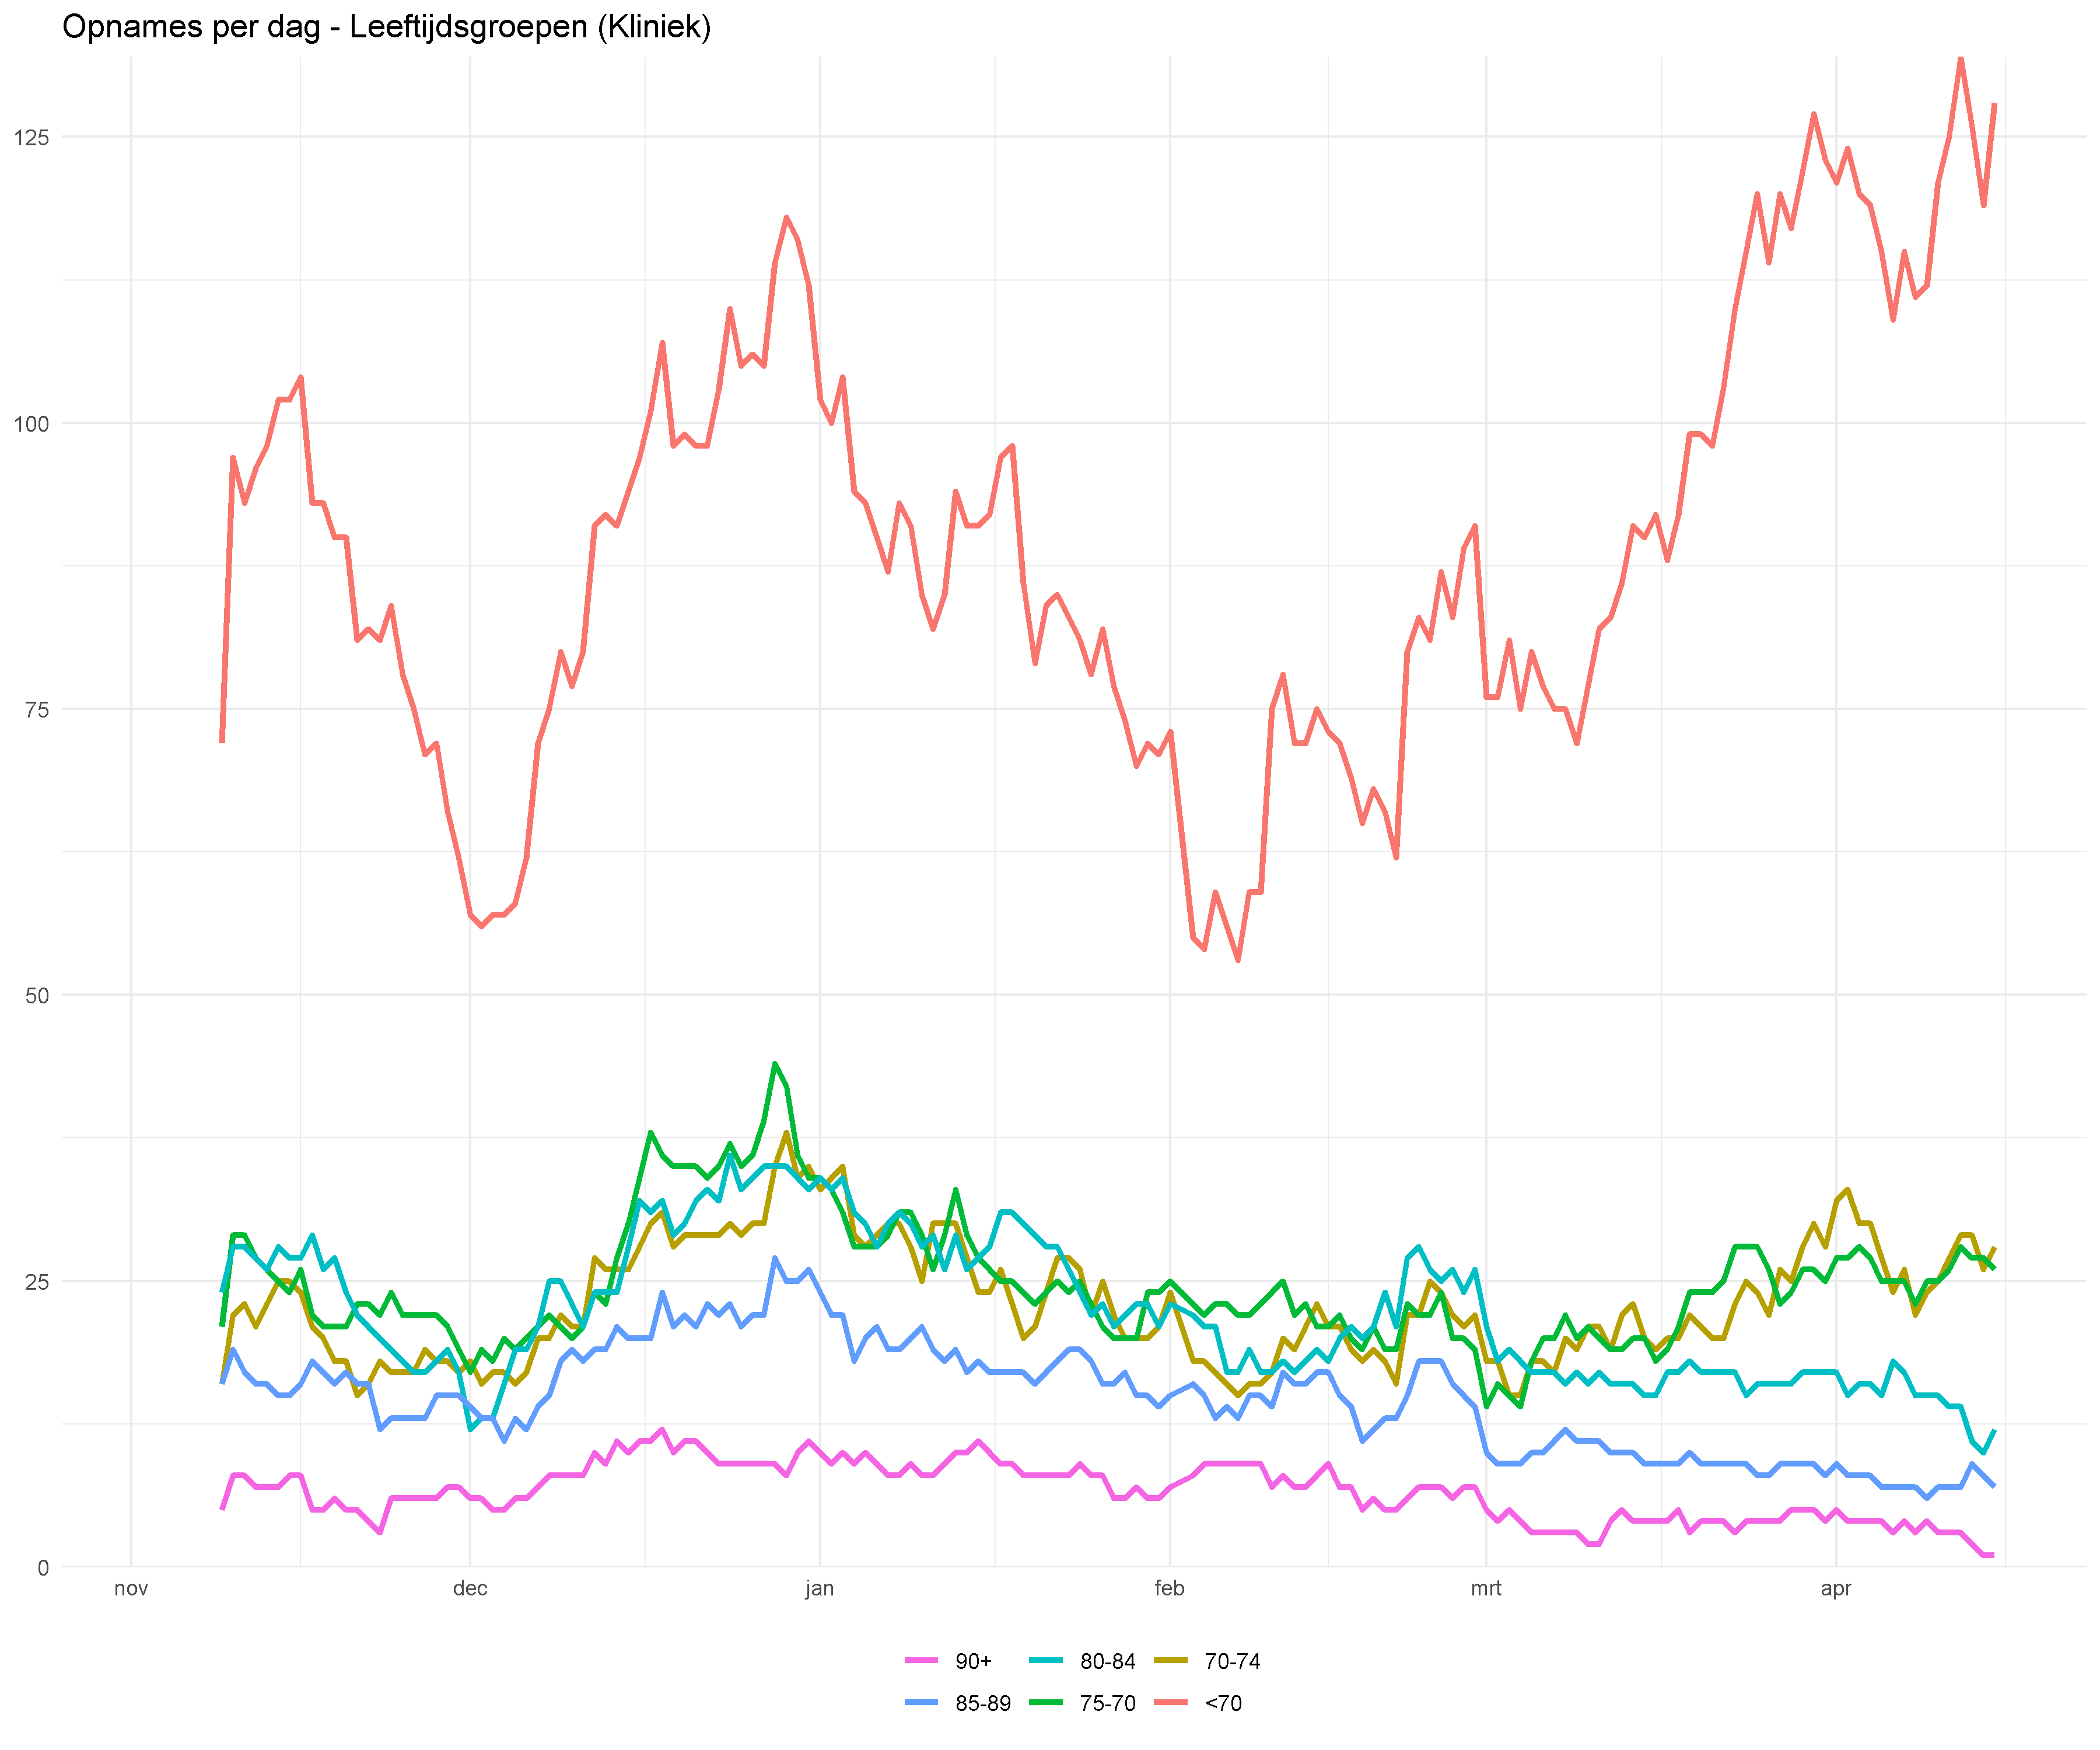 Opnames per dag - Leeftijdsgroepen (Kliniek)
125
100
75
50
25
0
nov dec jan feb mrt apr
90+ 80-84 70-74
85-89 75-70 <70